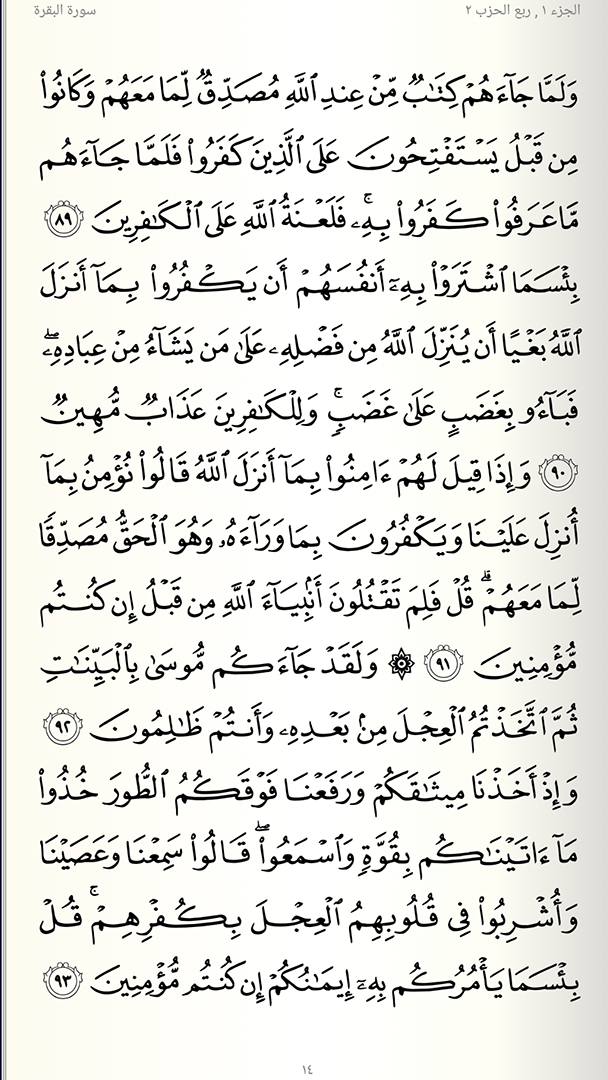 الجزء ١ , ربع الحزب ٢
سورة البقرة
وَلَمَّا جَآءَهُمْ كِتَٰبٌ مِّنْ عِندِ ٱللَّهِ مُصَدِّقٌ لِّمَا مَعَهُمْ وَكَانُوا۟
مِن قَبْلُ يَسْتَفْتِحُونَ عَلَى ٱلَّذِينَ كَفَرُوا۟ فَلَمَّا جَآءَهُم
مَّا عَرَفُوا۟ كَفَرُوا۟ بِهِۦ ۚ فَلَعْنَةُ ٱللَّهِ عَلَى ٱلْكَٰفِرِينَ ٨٩
بِئْسَمَا ٱشْتَرَوْا۟ بِهِۦٓ أَنفُسَهُمْ أَن يَكْفُرُوا۟ بِمَآ أَنزَلَ
ٱللَّهُ بَغْيًا أَن يُنَزِّلَ ٱللَّهُ مِن فَضْلِهِۦ عَلَىٰ مَن يَشَآءُ مِنْ عِبَادِهِۦ ۖ
فَبَآءُو بِغَضَبٍ عَلَىٰ غَضَبٍ ۚ وَلِلْكَٰفِرِينَ عَذَابٌ مُّهِينٌ
٩٠ وَإِذَا قِيلَ لَهُمْ ءَامِنُوا۟ بِمَآ أَنزَلَ ٱللَّهُ قَالُوا۟ نُؤْمِنُ بِمَآ
أُنزِلَ عَلَيْنَا وَيَكْفُرُونَ بِمَا وَرَآءَهُۥ وَهُوَ ٱلْحَقُّ مُصَدِّقًا
لِّمَا مَعَهُمْ ۗ قُلْ فَلِمَ تَقْتُلُونَ أَنۢبِيَآءَ ٱللَّهِ مِن قَبْلُ إِن كُنتُم
مُّؤْمِنِينَ ٩١ ۞ وَلَقَدْ جَآءَكُم مُّوسَىٰ بِٱلْبَيِّنَٰتِ
ثُمَّ ٱتَّخَذْتُمُ ٱلْعِجْلَ مِنۢ بَعْدِهِۦ وَأَنتُمْ ظَٰلِمُونَ ٩٢
وَإِذْ أَخَذْنَا مِيثَٰقَكُمْ وَرَفَعْنَا فَوْقَكُمُ ٱلطُّورَ خُذُوا۟
مَآ ءَاتَيْنَٰكُم بِقُوَّةٍ وَٱسْمَعُوا۟ ۖ قَالُوا۟ سَمِعْنَا وَعَصَيْنَا
وَأُشْرِبُوا۟ فِى قُلُوبِهِمُ ٱلْعِجْلَ بِكُفْرِهِمْ ۚ قُلْ
بِئْسَمَا يَأْمُرُكُم بِهِۦٓ إِيمَٰنُكُمْ إِن كُنتُم مُّؤْمِنِينَ ٩٣
١٤